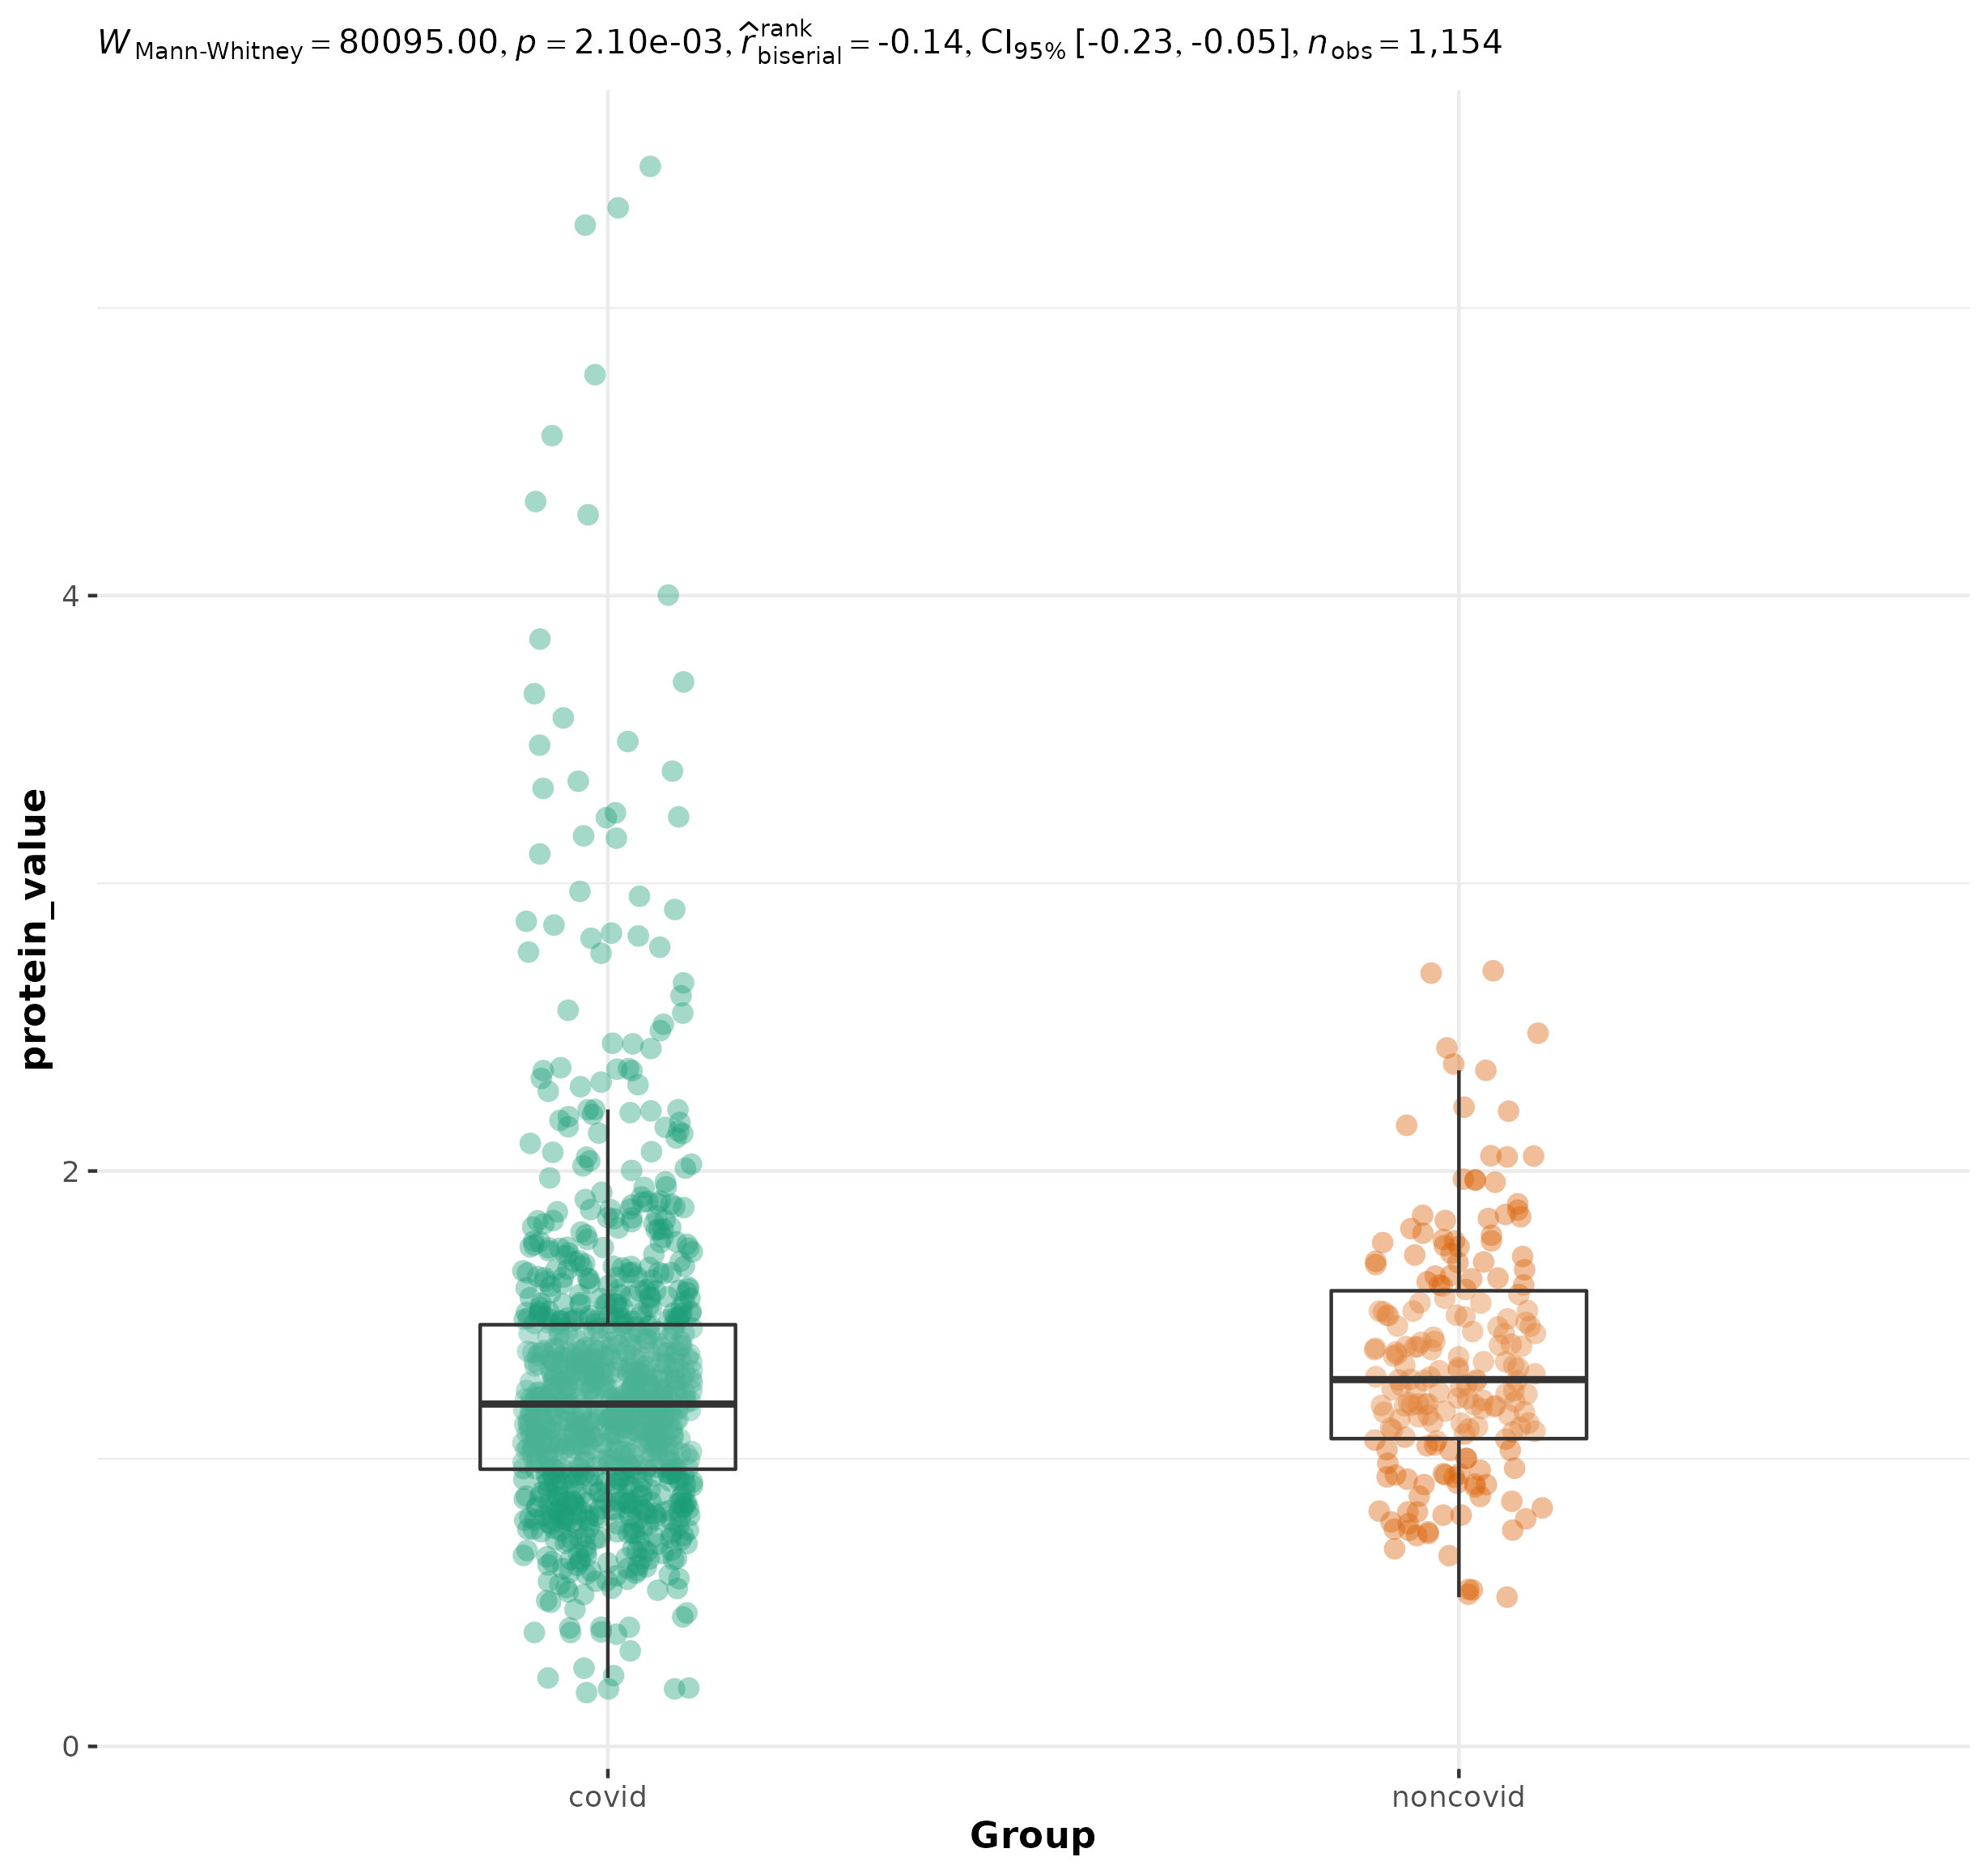 W Mann-Whitney = 80095.00, p = 2.10e-03, r̂ rank biserial = -0.14, CI95% [-0.23, -0.05], nobs = 1,154
4
2
0
protein_value
covid noncovid
Group